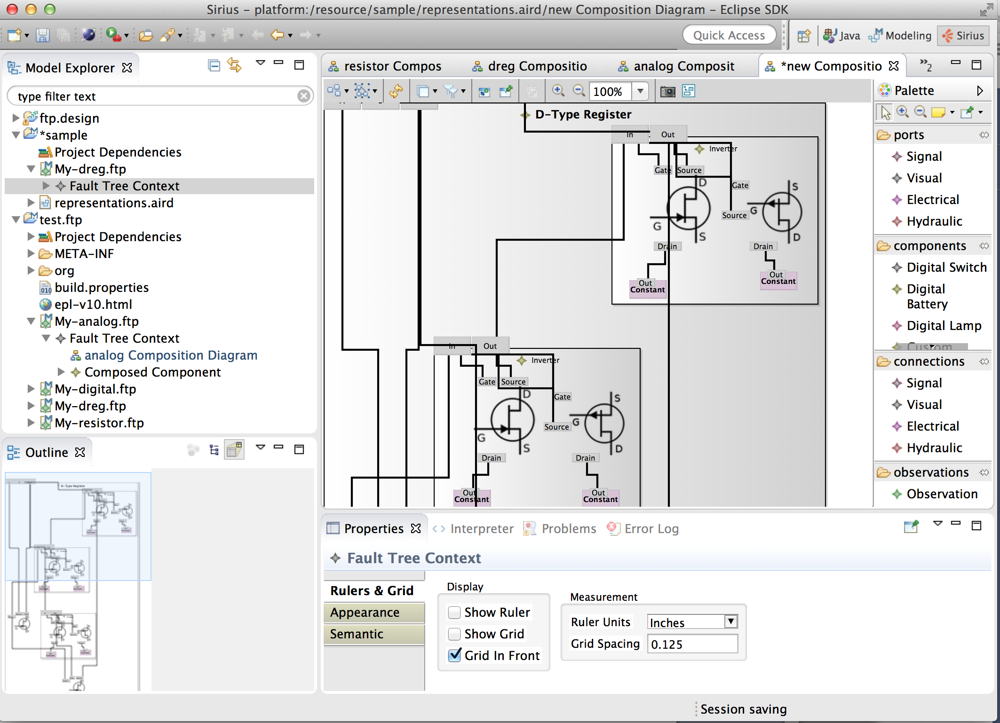 Sirius - platform:/resource/sample/representations.aird/new Composition Diagram - Eclipse SDK
Quick Access
Java
Modeling
Sirius
Model Explorer
type filter text
ftp.design
*sample
Project Dependencies
My-dreg.ftp
Fault Tree Context
representations.aird
test.ftp
Project Dependencies
META-INF
org
build.properties
epl-v10.html
My-analog.ftp
Fault Tree Context
analog Composition Diagram
Composed Component
My-digital.ftp
My-dreg.ftp
My-resistor.ftp
Outline
D-Type Register
resistor Compos
dreg Compositio
analog Composit
*new Compositio
»2
100%
D-Type Register
In
Out
Inverter
Gate
Source
D
Gate
S
G
Source
G
S
D
Drain
Drain
Out
Constant
Out
Constant
In
Out
Inverter
Gate
Source
D
Gate
S
G
Source
G
S
D
Drain
Drain
Out
Constant
Out
Constant
Palette
ports
Signal
Visual
Electrical
Hydraulic
components
Digital Switch
Digital
Battery
Digital Lamp
Custom
connections
Signal
Visual
Electrical
Hydraulic
observations
Observation
Properties
Interpreter
Problems
Error Log
Fault Tree Context
Rulers & Grid
Appearance
Semantic
Display
Show Ruler
Show Grid
Grid In Front
Measurement
Ruler Units
Inches
Grid Spacing
0.125
Session saving